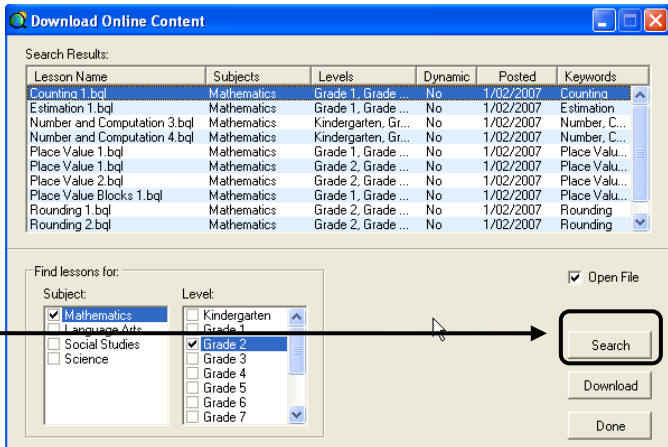 Download Online Content
Search Results:
Lesson Name Subjects Levels Dynamic Posted Keywords
Counting 1.bql Mathematics Grade 1, Grade ... No 1/02/2007 Counting
Estimation 1.bql Mathematics Grade 1, Grade ... No 1/02/2007 Estimation
Number and Computation 3.bql Mathematics Kindergarten, Gr... No 1/02/2007 Number, C...
Number and Computation 4.bql Mathematics Kindergarten, Gr... No 1/02/2007 Number, C...
Place Value 1.bql Mathematics Grade 1, Grade ... No 1/02/2007 Place Valu...
Place Value 1.bql Mathematics Grade 2, Grade ... No 1/02/2007 Place Valu...
Place Value 2.bql Mathematics Grade 2, Grade ... No 1/02/2007 Place Valu...
Place Value Blocks 1.bql Mathematics Grade 1, Grade ... No 1/02/2007 Place Valu...
Rounding 1.bql Mathematics Grade 2, Grade ... No 1/02/2007 Rounding
Rounding 2.bql Mathematics Grade 2, Grade ... No 1/02/2007 Rounding
Find lessons for:
Subject:
Mathematics
Language Arts
Social Studies
Science
Level:
Kindergarten
Grade 1
Grade 2
Grade 3
Grade 4
Grade 5
Grade 6
Grade 7
Open File
Search
Download
Done